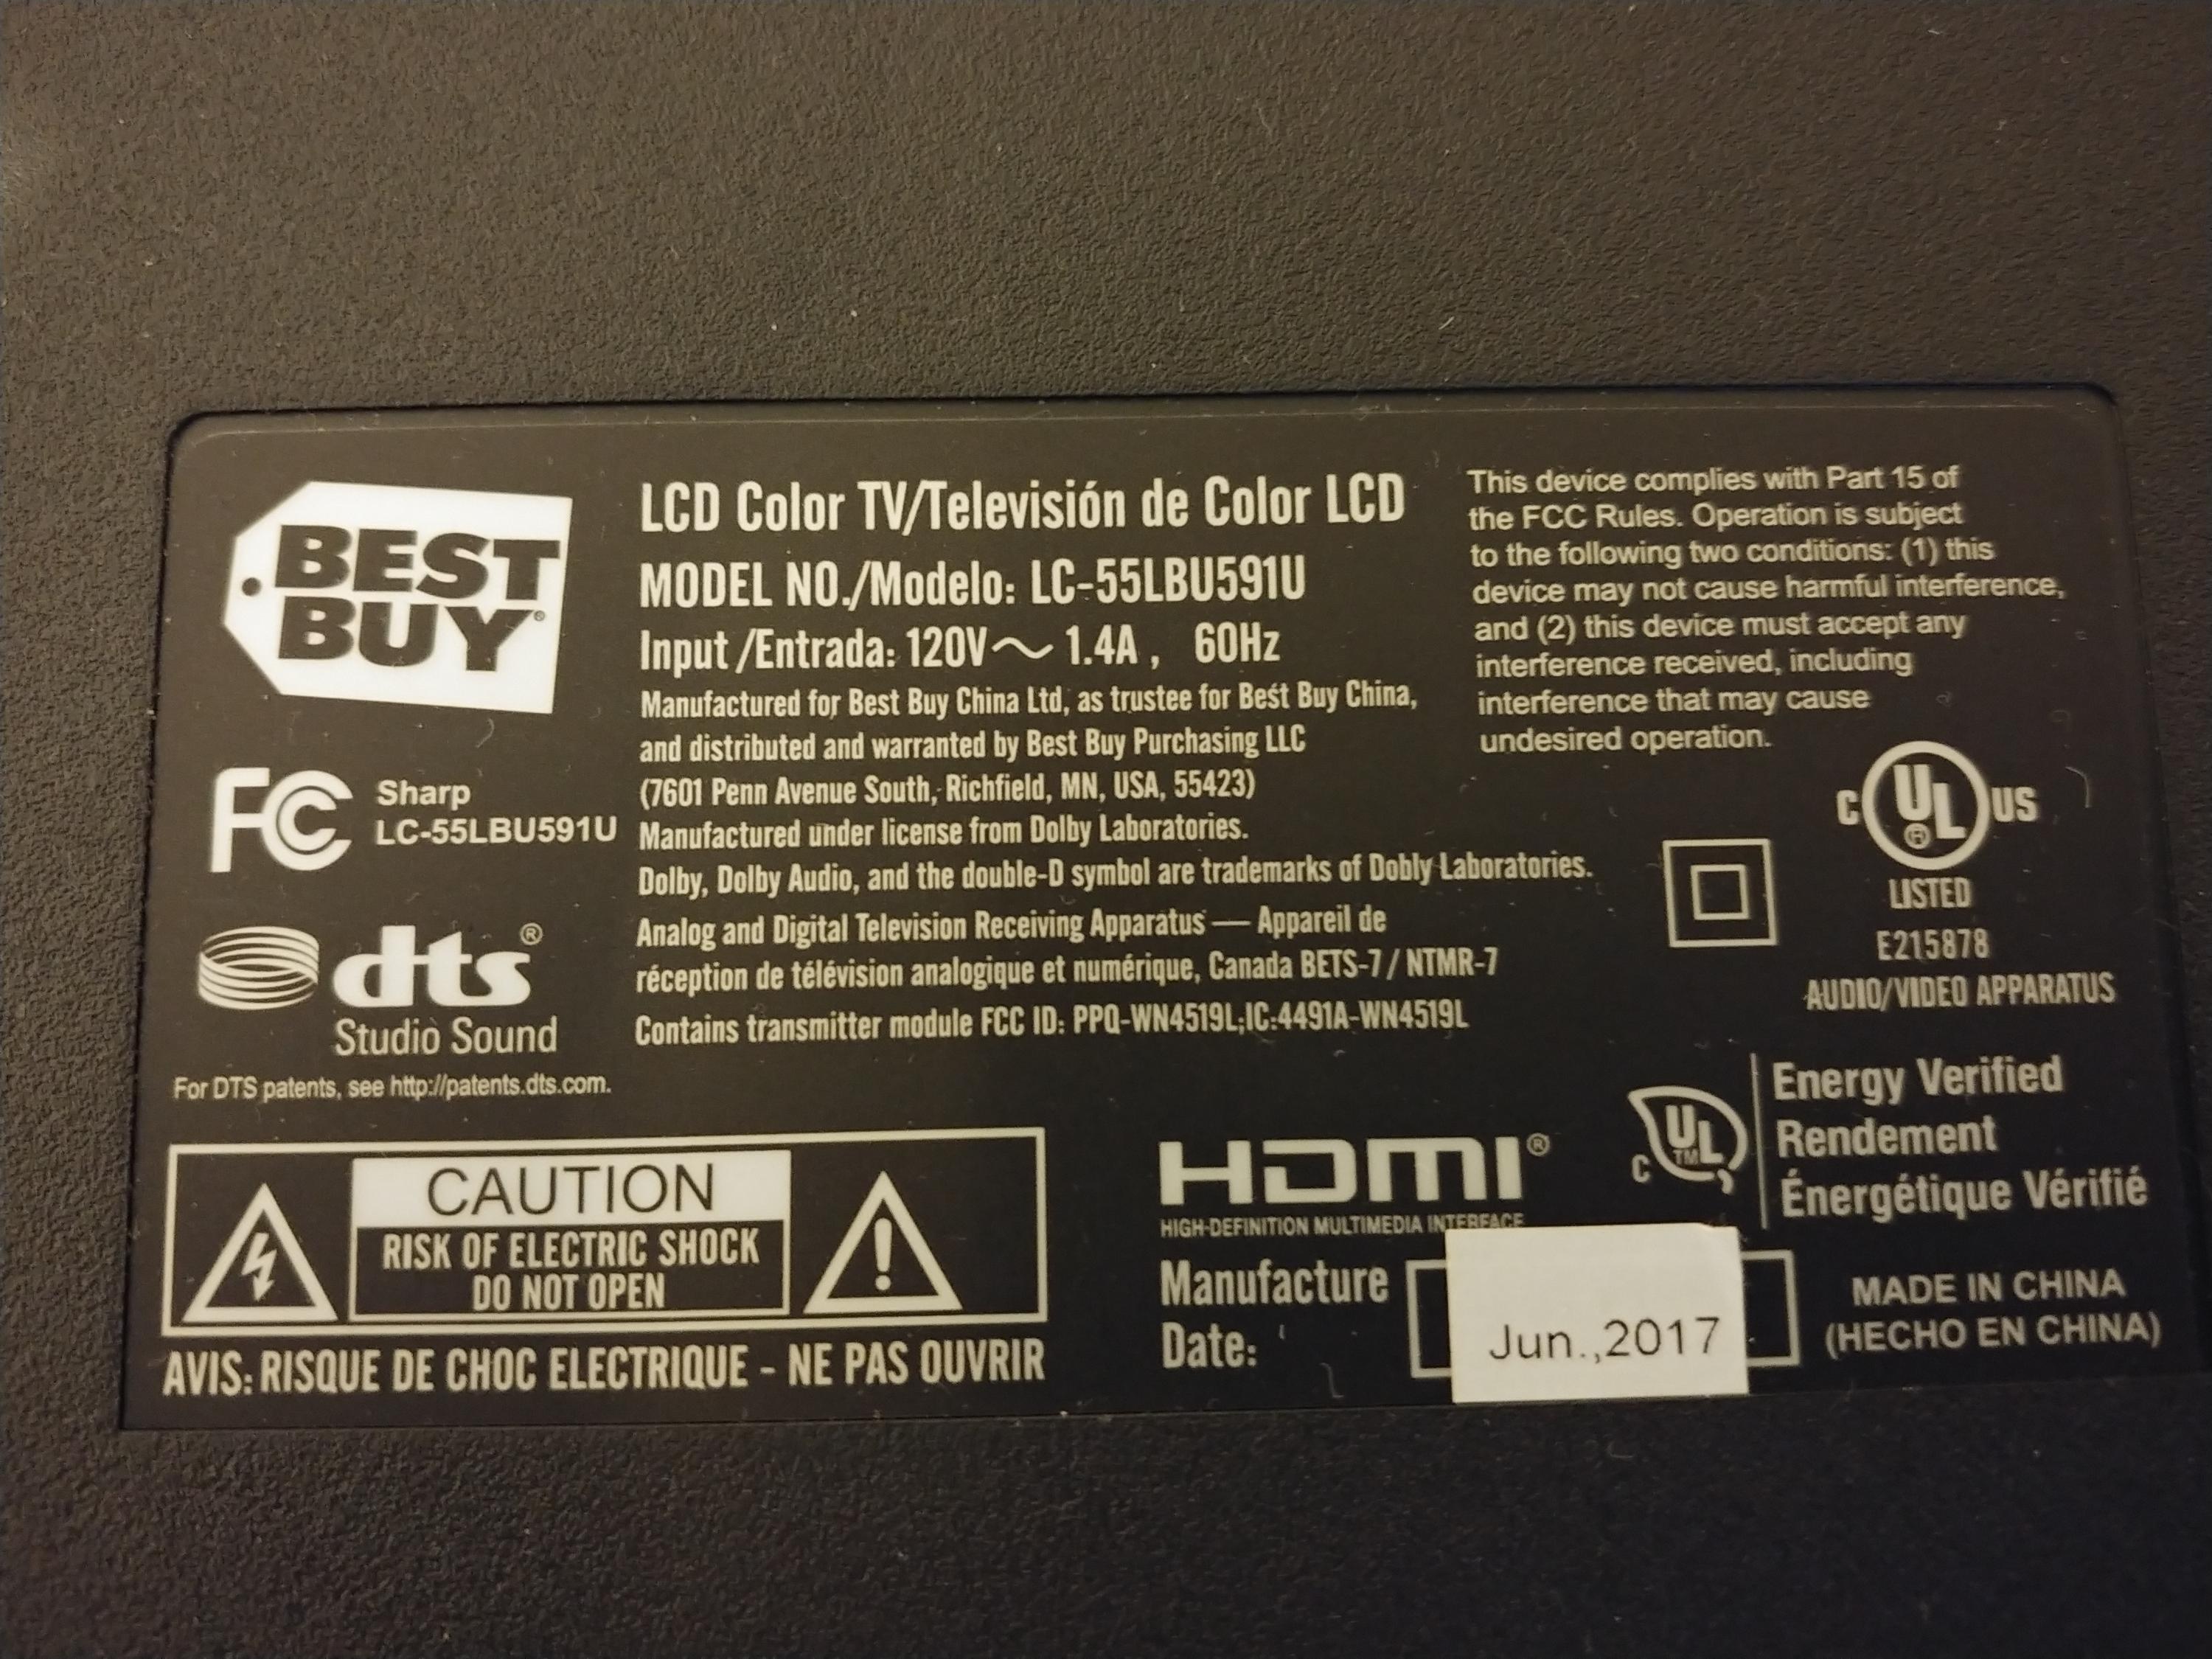 BEST
BUY®
LCD Color TV/Televisión de Color LCD
MODEL NO./Modelo: LC-55LBU591U
Input /Entrada: 120V～ 1.4A , 60Hz
Manufactured for Best Buy China Ltd, as trustee for Best Buy China,
and distributed and warranted by Best Buy Purchasing LLC
(7601 Penn Avenue South, Richfield, MN, USA, 55423)
Manufactured under license from Dolby Laboratories.
Dolby, Dolby Audio, and the double-D symbol are trademarks of Dobly Laboratories.
Analog and Digital Television Receiving Apparatus — Appareil de
réception de télévision analogique et numérique, Canada BETS-7 / NTMR-7
Contains transmitter module FCC ID: PPQ-WN4519L;IC:4491A-WN4519L
This device complies with Part 15 of
the FCC Rules. Operation is subject
to the following two conditions: (1) this
device may not cause harmful interference,
and (2) this device must accept any
interference received, including
interference that may cause
undesired operation.
FC
Sharp
LC-55LBU591U
dts®
Studio Sound
For DTS patents, see http://patents.dts.com.
C UL® US
LISTED
E215878
AUDIO/VIDEO APPARATUS
CAUTION
RISK OF ELECTRIC SHOCK
DO NOT OPEN
AVIS: RISQUE DE CHOC ELECTRIQUE - NE PAS OUVRIR
HDMI®
HIGH-DEFINITION MULTIMEDIA INTERFACE
C UL™
Energy Verified
Rendement
Énergétique Vérifié
Manufacture
Date:
Jun.,2017
MADE IN CHINA
(HECHO EN CHINA)